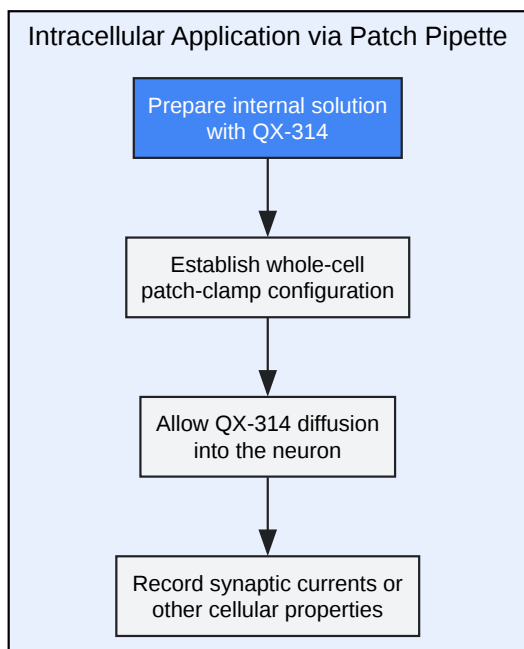 Intracellular Application via Patch Pipette
Prepare internal solution
with QX-314
Establish whole-cell
patch-clamp configuration
Allow QX-314 diffusion
into the neuron
Record synaptic currents or
other cellular properties